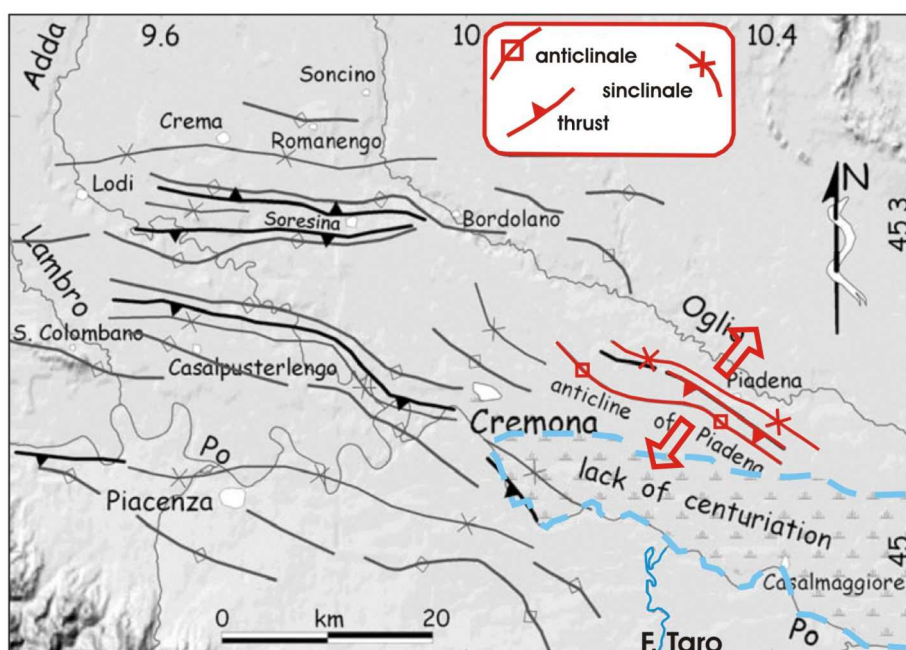 9.6
10
10.4
Adda
Soncino
Crema
Romanengo
anticlinale
sinclinale
thrust
N
Lodi
Soresina
Bordolano
45.3
Lambro
S. Colombano
Casalpusterlengo
Oglio
Piadena
Cremona
anticline of Piadena
Po
Piacenza
lack of centuriation
45
Casalmaggiore
0 km 20
F. Taro
Po